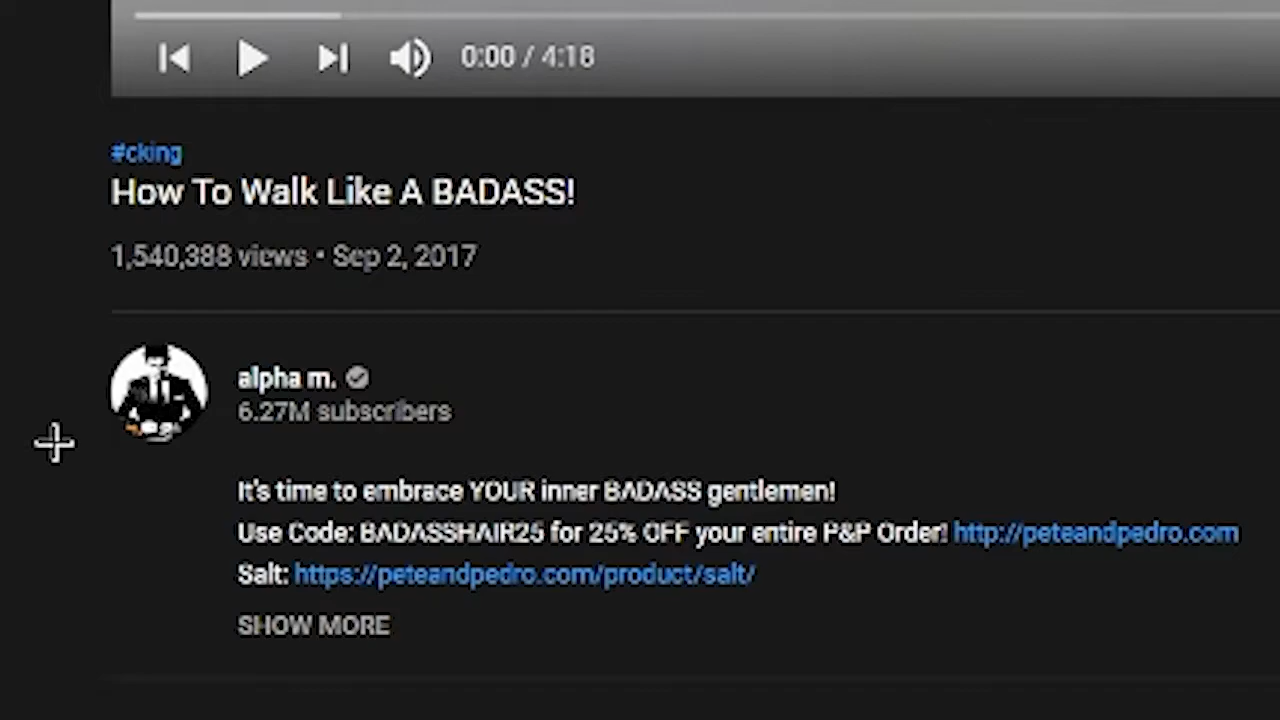 0:00 / 4:18
#cking
How To Walk Like A BADASS!
1,540,388 views • Sep 2, 2017
alpha m.
6.27M subscribers
It's time to embrace YOUR inner BADASS gentlemen!
Use Code: BADASSHAIR25 for 25% OFF your entire P&P Order! http://peteandpedro.com
Salt: https://peteandpedro.com/product/salt/
SHOW MORE